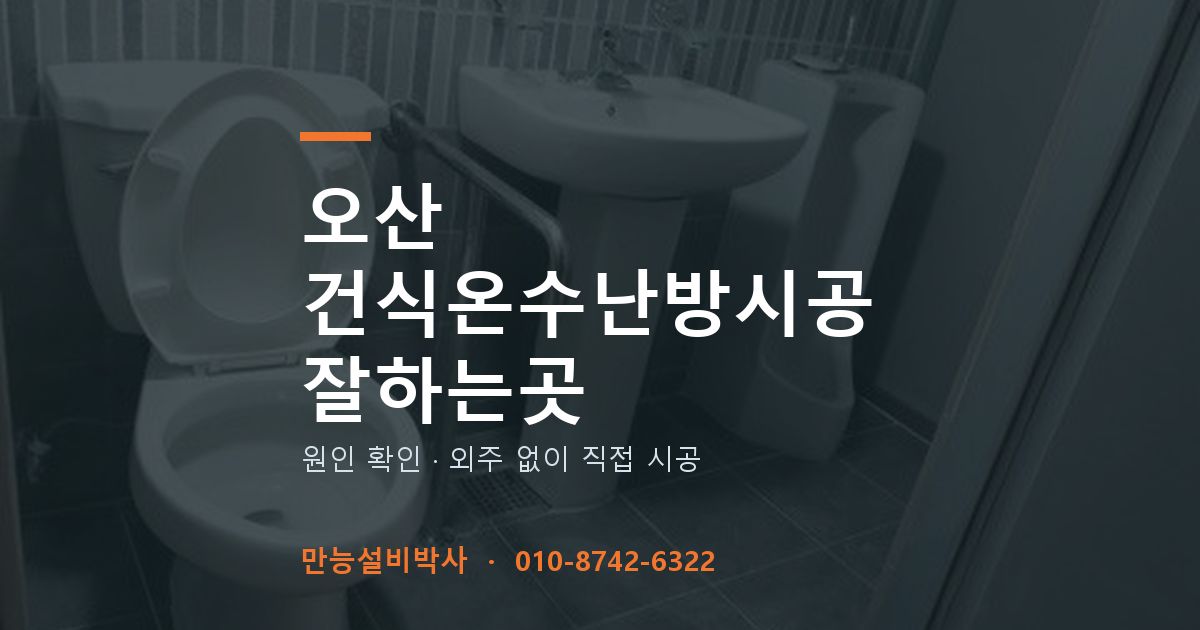 오산
건식온수난방시공
잘하는곳
원인 확인 · 외주 없이 직접 시공
만능설비박사 · 010-8742-6322